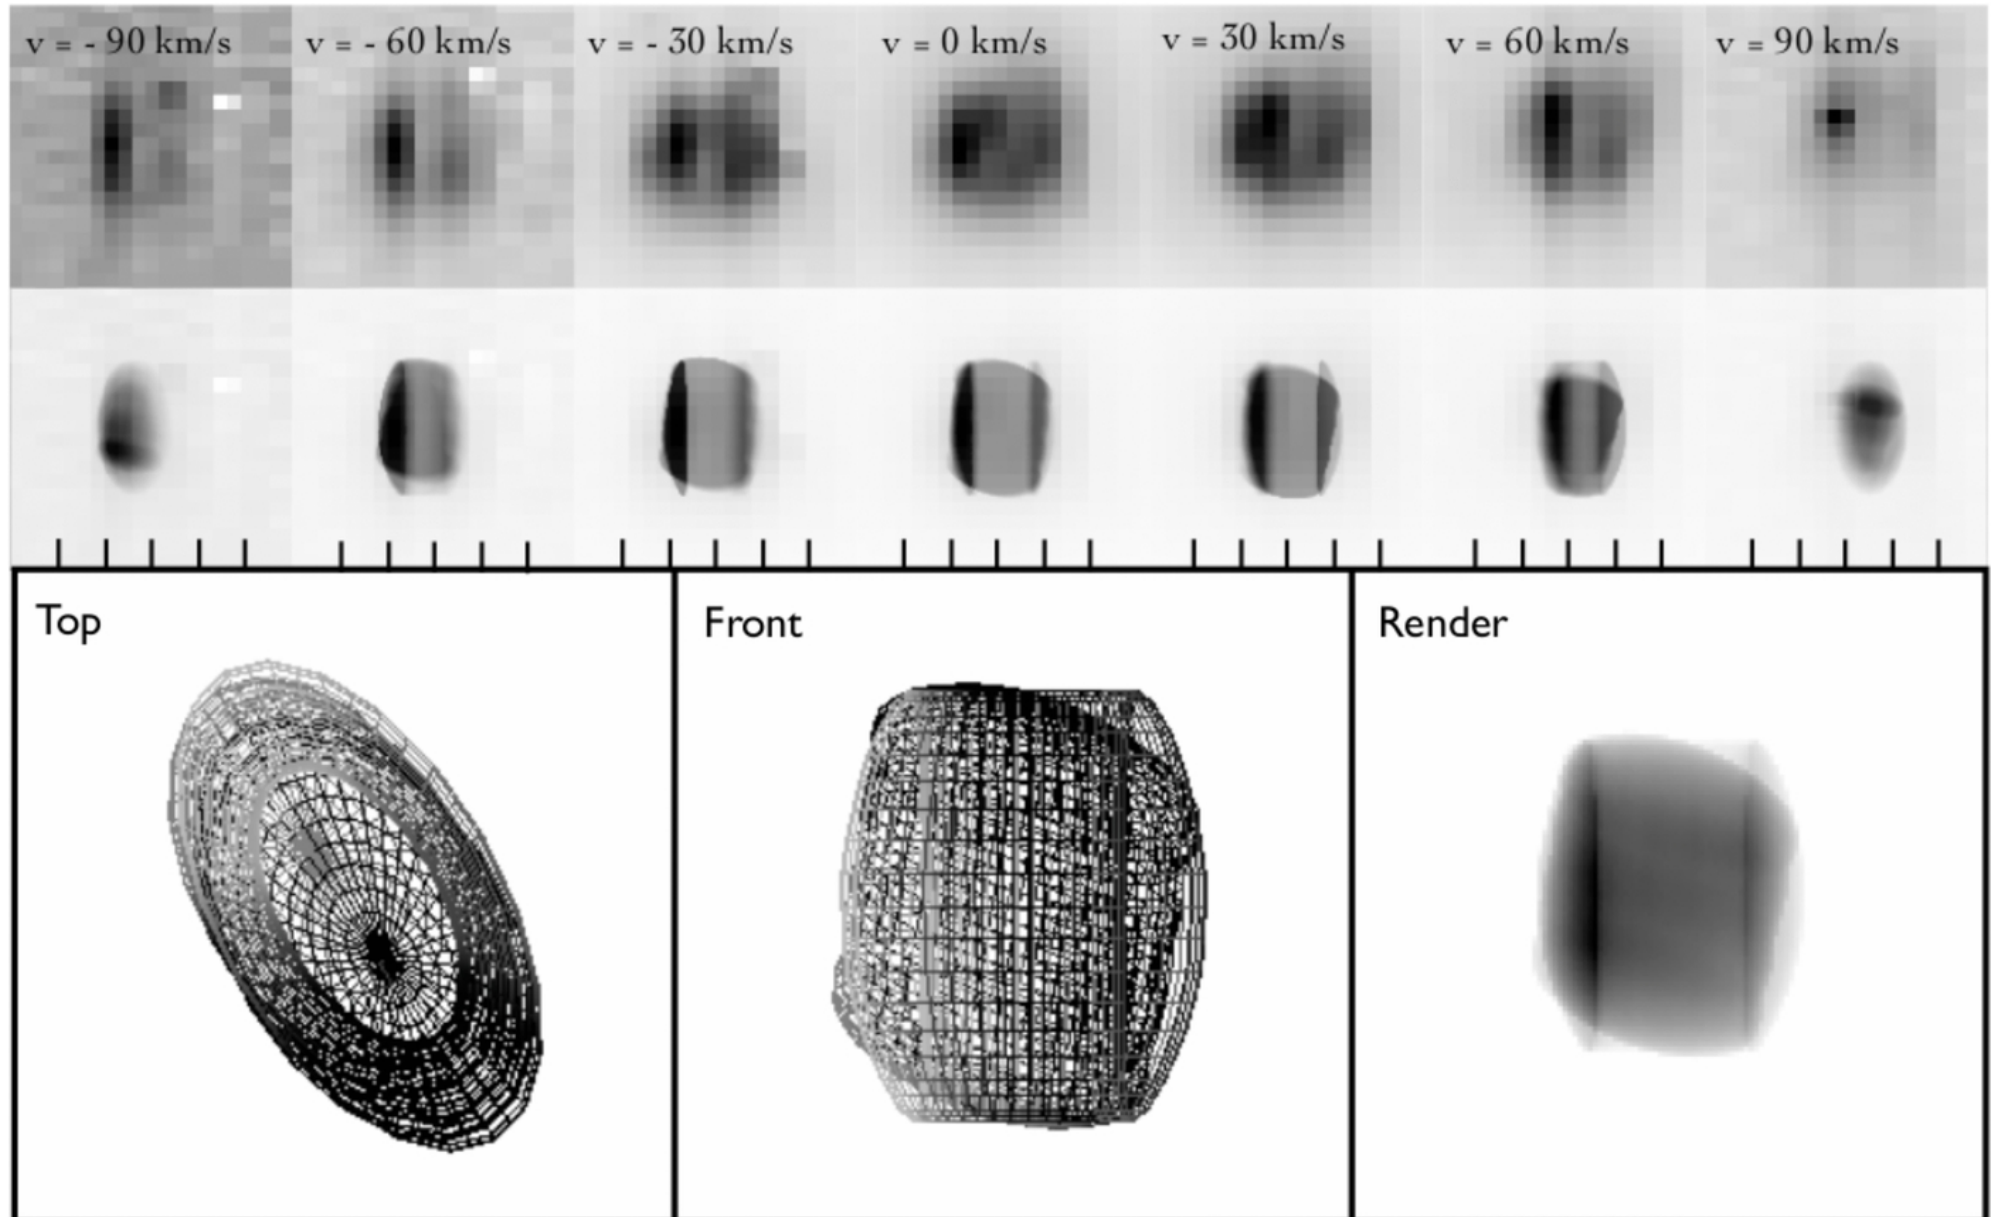 v = - 90 km/s
v = - 60 km/s
v = - 30 km/s
v = 0 km/s
v = 30 km/s
v = 60 km/s
v = 90 km/s
Top
Front
Render